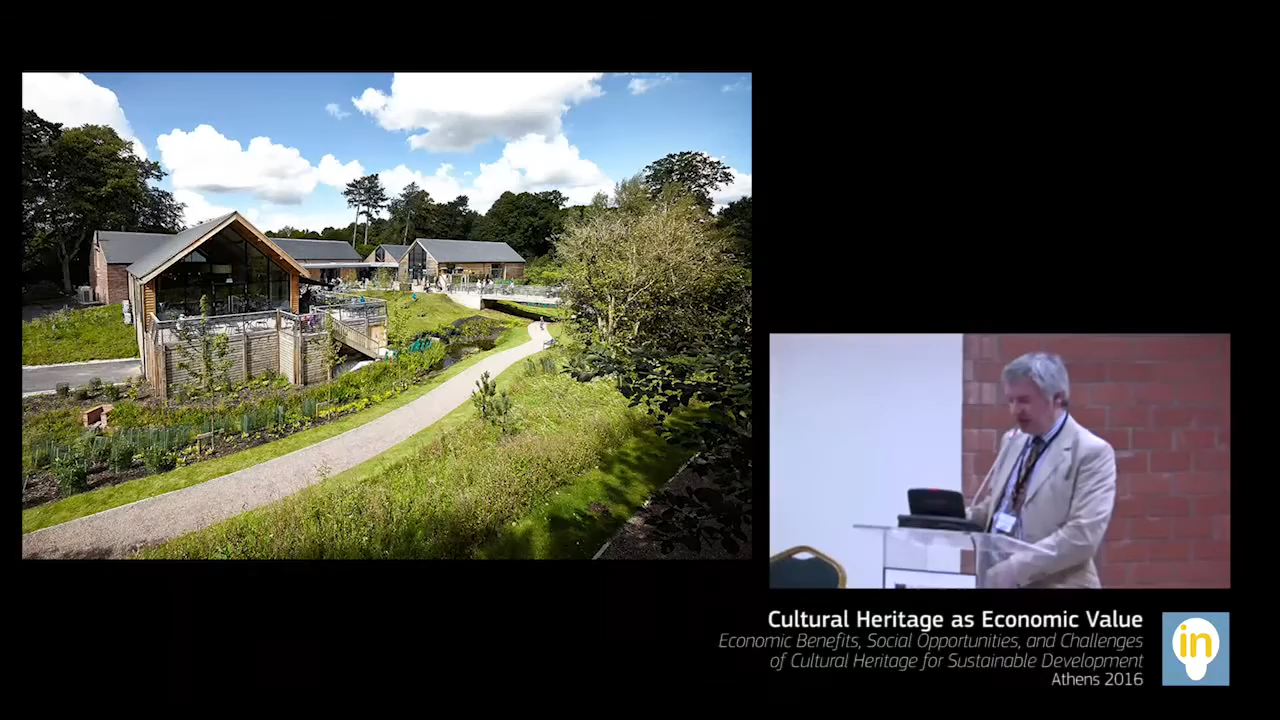 Cultural Heritage as Economic Value
Economic Benefits, Social Opportunities, and Challenges
of Cultural Heritage for Sustainable Development
Athens 2016
in